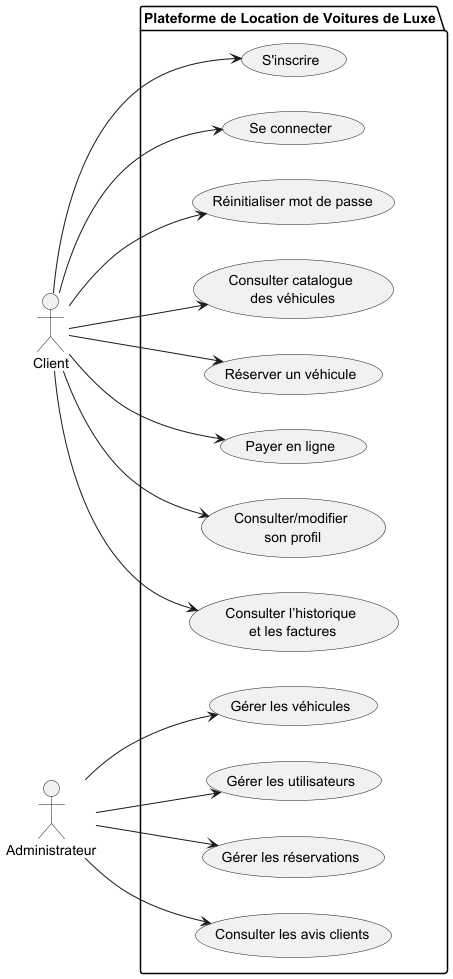 Plateforme de Location de Voitures de Luxe
S'inscrire
Se connecter
Réinitialiser mot de passe
Consulter catalogue
des véhicules
Client
Réserver un véhicule
Payer en ligne
Consulter/modifier
son profil
Consulter l’historique
et les factures
Gérer les véhicules
Gérer les utilisateurs
Administrateur
Gérer les réservations
Consulter les avis clients